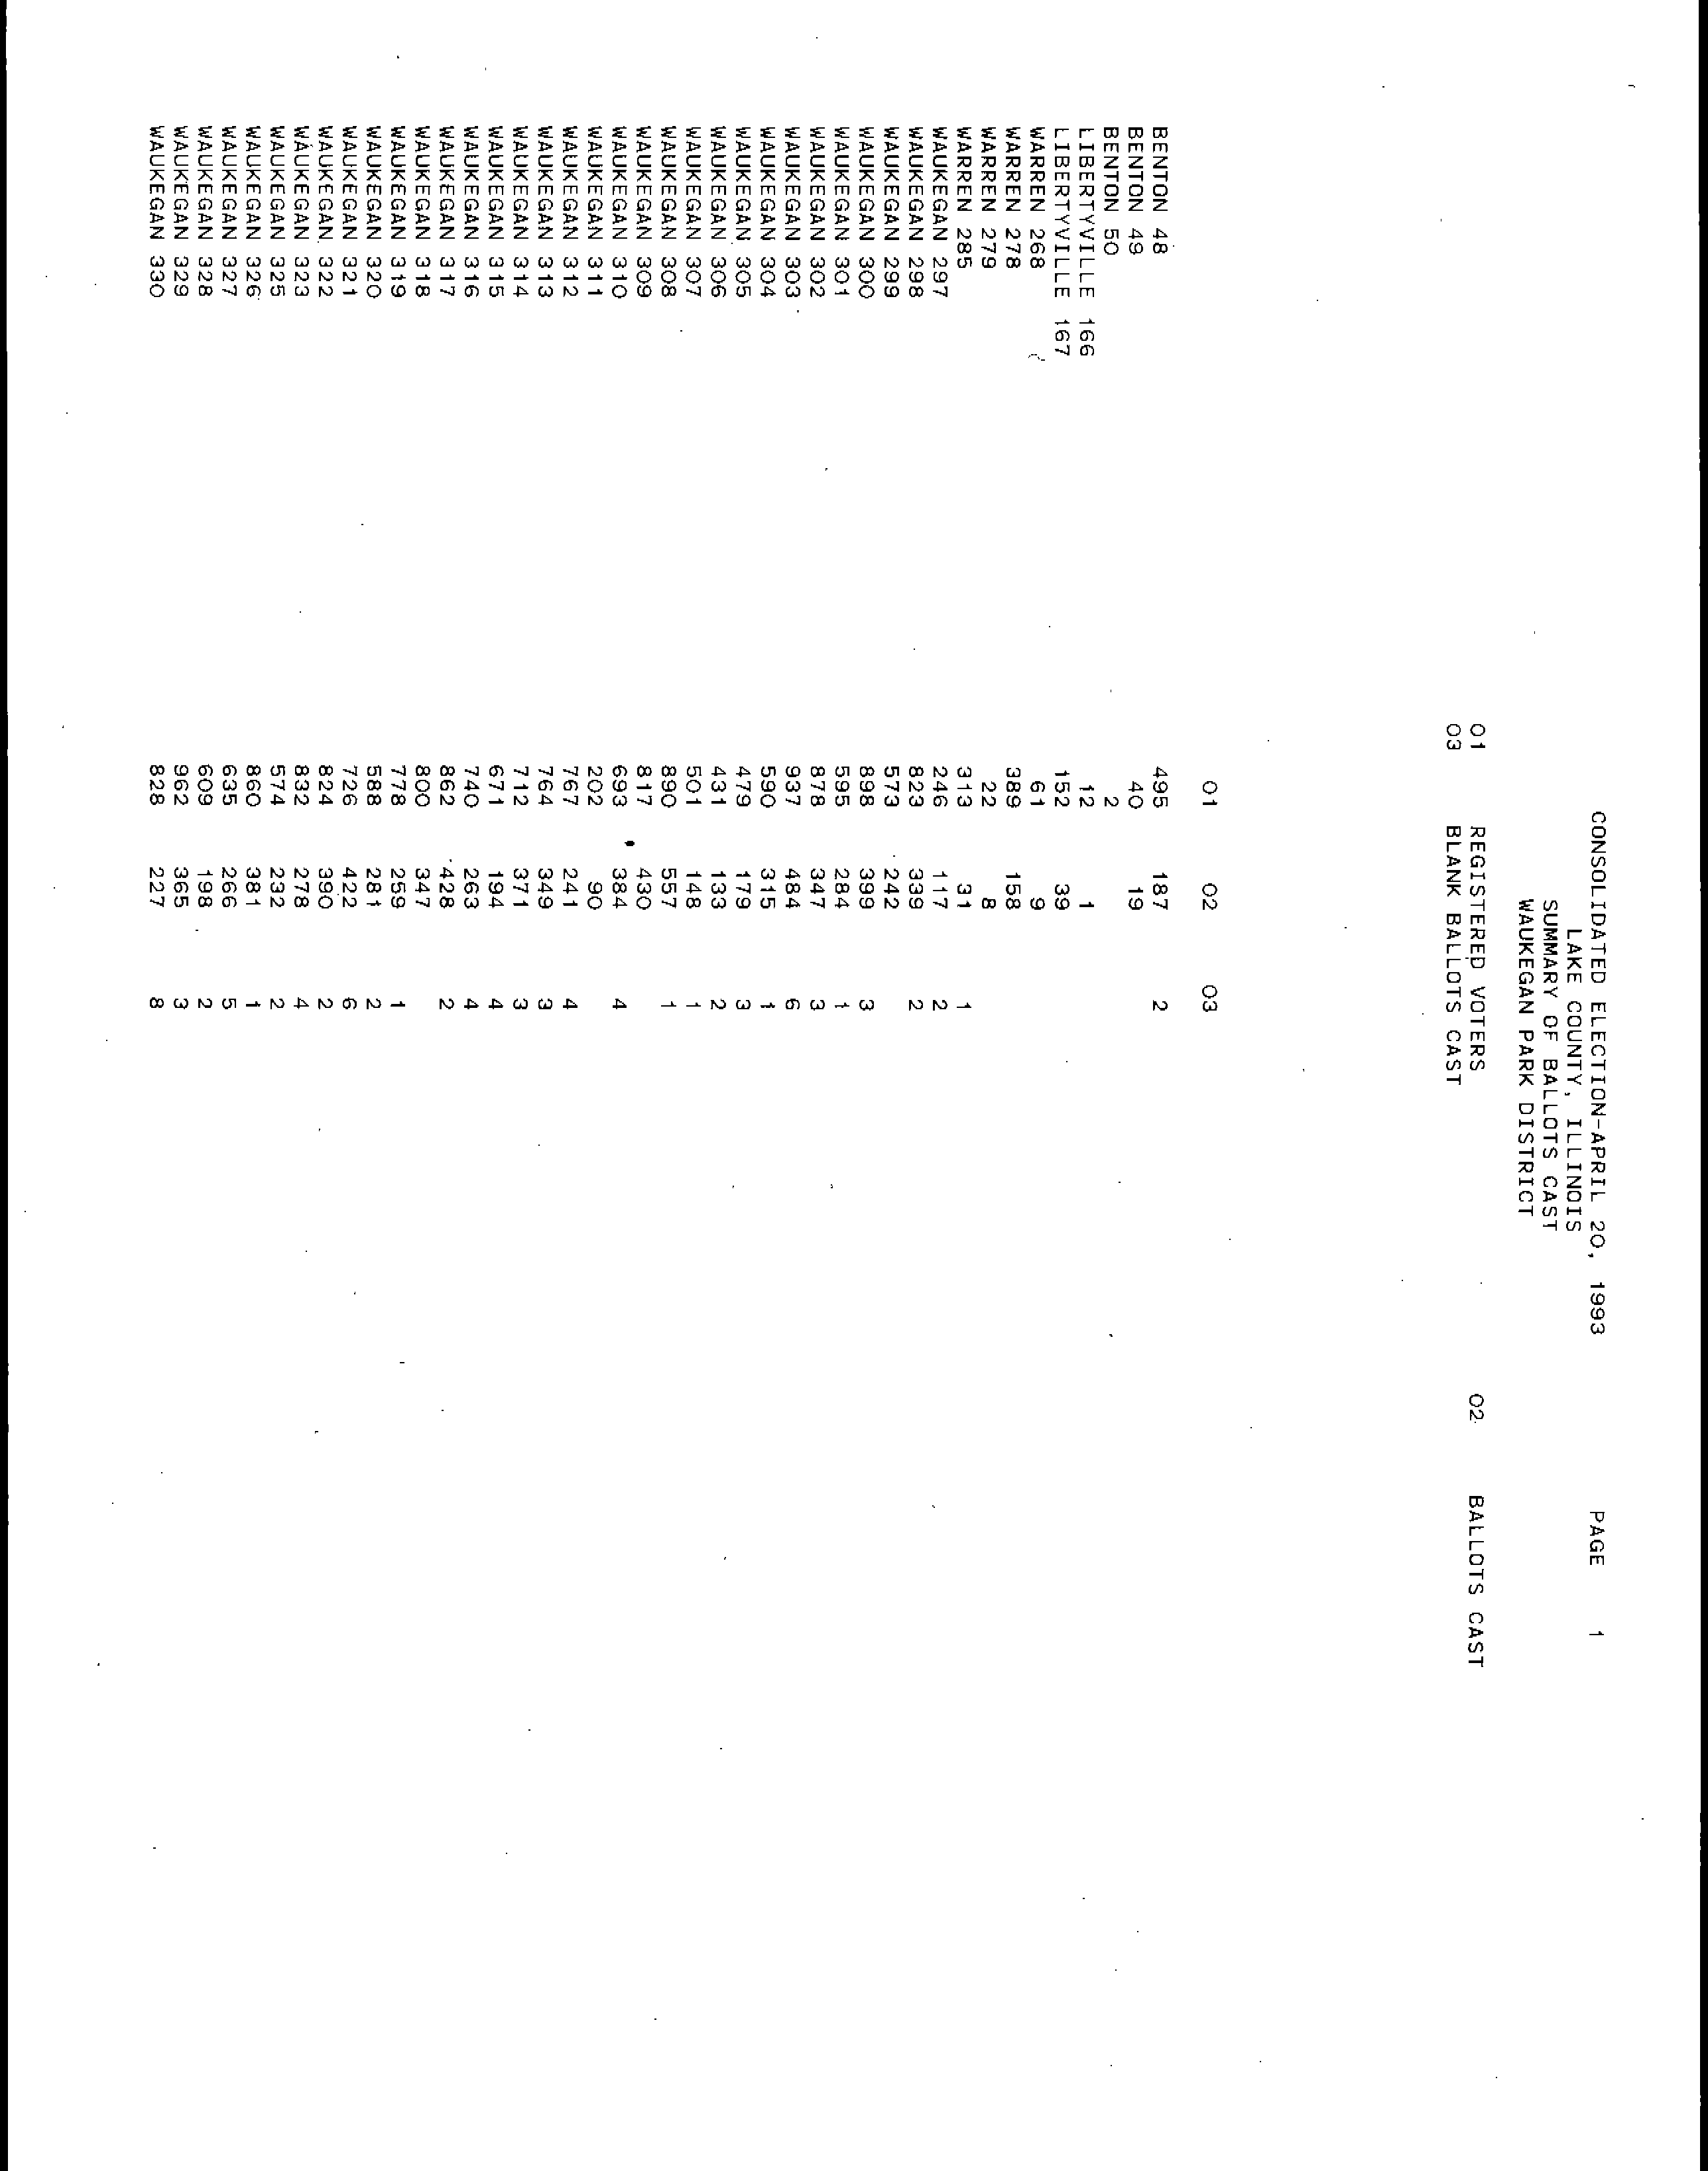 CONSOLIDATED ELECTION-APRIL 20, 1993 PAGE 1
LAKE COUNTY, ILLINOIS
SUMMARY OF BALLOTS CAST
WAUKEGAN PARK DISTRICT
01 REGISTERED VOTERS 02 BALLOTS CAST
03 BLANK BALLOTS CAST
01 02 03
BENTON 48 495 187 2
BENTON 49 40 19
BENTON 50 2
LIBERTYVILLE 166 12 1
LIBERTYVILLE 167 152 39
WARREN 268 61 9
WARREN 278 389 158
WARREN 279 22 8
WARREN 285 313 31 1
WAUKEGAN 297 246 117 2
WAUKEGAN 298 823 339 2
WAUKEGAN 299 573 242
WAUKEGAN 300 898 399 3
WAUKEGAN 301 595 284 1
WAUKEGAN 302 878 347 3
WAUKEGAN 303 937 484 6
WAUKEGAN 304 590 315 1
WAUKEGAN 305 479 179 3
WAUKEGAN 306 431 133 2
WAUKEGAN 307 501 148 1
WAUKEGAN 308 890 557 1
WAUKEGAN 309 817 430
WAUKEGAN 310 693 384 4
WAUKEGAN 311 202 90
WAUKEGAN 312 767 241 4
WAUKEGAN 313 764 349 3
WAUKEGAN 314 712 371 3
WAUKEGAN 315 671 194 4
WAUKEGAN 316 740 263 4
WAUKEGAN 317 862 428 2
WAUKEGAN 318 800 347
WAUKEGAN 319 778 259 1
WAUKEGAN 320 588 281 2
WAUKEGAN 321 726 422 6
WAUKEGAN 322 824 390 2
WAUKEGAN 323 832 278 4
WAUKEGAN 325 574 232 2
WAUKEGAN 326 860 381 1
WAUKEGAN 327 635 266 5
WAUKEGAN 328 609 198 2
WAUKEGAN 329 962 365 3
WAUKEGAN 330 828 227 8